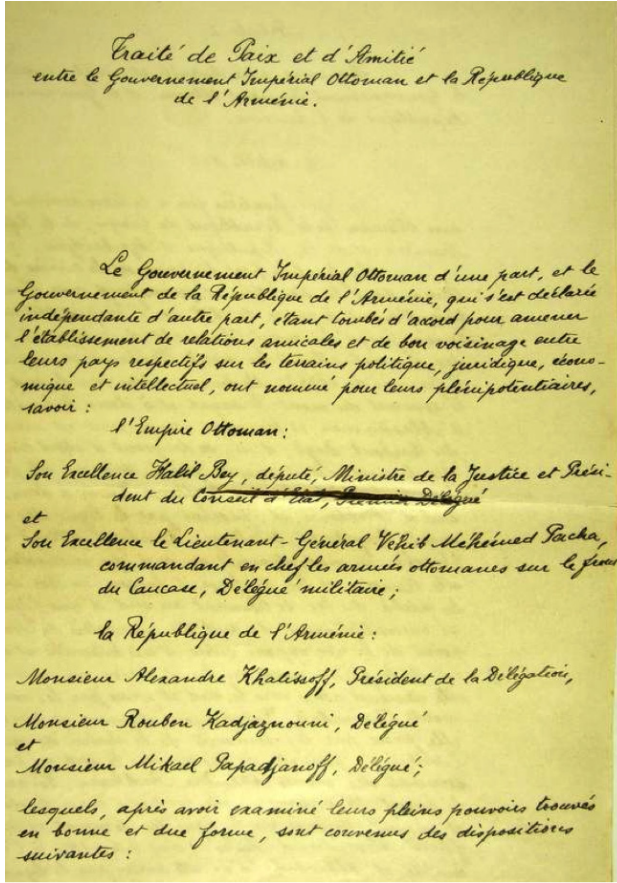 Traité de Paix et d'Amitié
entre le Gouvernement Impérial Ottoman et la République
de l'Arménie.
Le Gouvernement Impérial Ottoman d'une part, et le
Gouvernement de la République de l'Arménie, qui s'est déclarée
indépendante d'autre part, étant tombés d'accord pour amener
l'établissement de relations amicales et de bon voisinage entre
leurs pays respectifs sur les terrains politique, juridique, écono-
mique et intellectuel, ont nommé pour leurs plénipotentiaires,
savoir :
l'Empire Ottoman :
Son Excellence Halil Bey, député, Ministre de la Justice et Prési-
dent du Conseil d'Etat, Premier Délégué
et
Son Excellence le Lieutenant-Général Vehib Méhémed Pacha,
commandant en chef les armées ottomanes sur le front
du Caucase, Délégué militaire ;
la République de l'Arménie :
Monsieur Alexandre Khatissoff, Président de la Délégation,
Monsieur Rouben Kadjaznouni, Délégué
et
Monsieur Mikael Papadjanoff, Délégué ;
lesquels, après avoir examiné leurs pleins pouvoirs trouvés
en bonne et due forme, sont convenus des dispositions
suivantes :